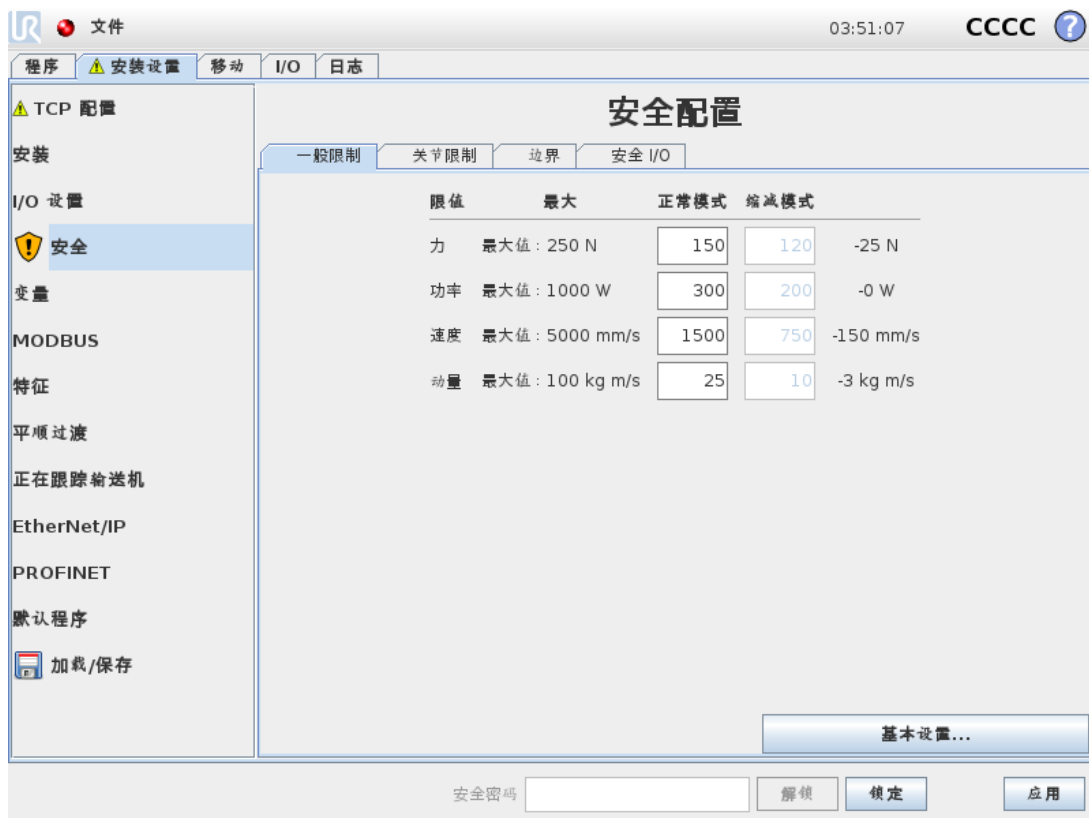 UR 文件 03:51:07 CCCC ?
程序 安装设置 移动 I/O 日志
TCP 配置
安装
I/O 设置
安全
变量
MODBUS
特征
平顺过渡
正在跟踪输送机
EtherNet/IP
PROFINET
默认程序
加载/保存
安全配置
一般限制 关节限制 边界 安全 I/O
限值 最大 正常模式 缩减模式
力 最大值：250 N 150 120 -25 N
功率 最大值：1000 W 300 200 -0 W
速度 最大值：5000 mm/s 1500 750 -150 mm/s
动量 最大值：100 kg m/s 25 10 -3 kg m/s
基本设置...
安全密码 解锁 锁定 应用